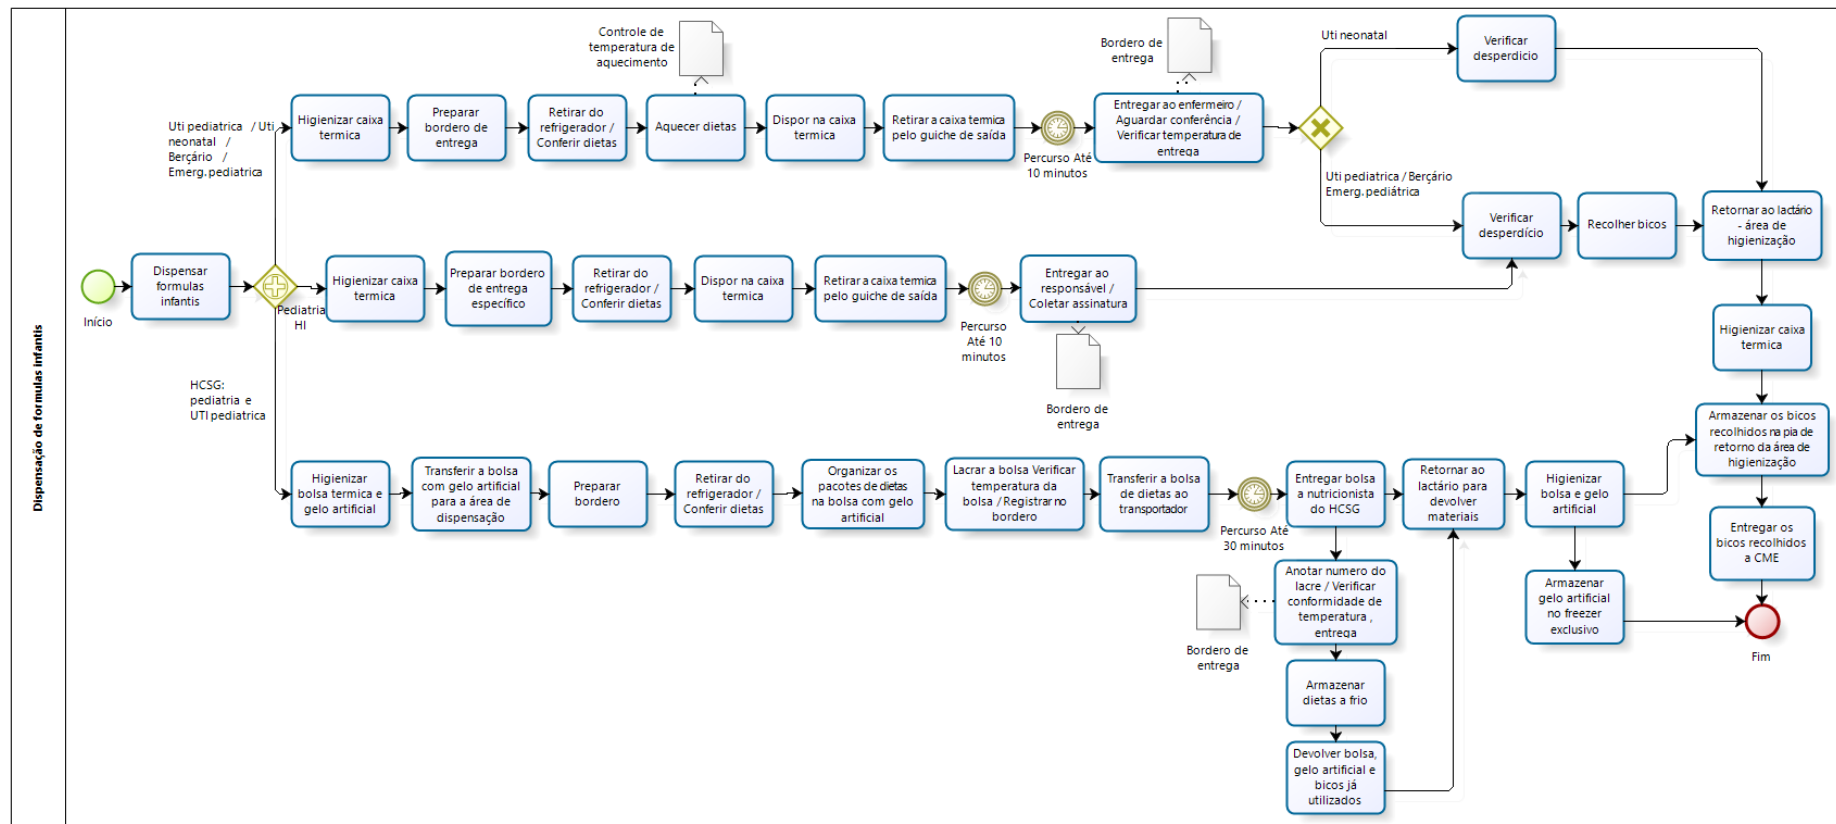 Dispensação de formulas infantis
Início
Dispensar
formulas
infantis
Uti pediatrica / Uti
neonatal /
Berçário /
Emerg. pediatrica
Higienizar caixa
termica
Preparar
bordero de
entrega
Retirar do
refrigerador /
Conferir dietas
Aquecer dietas
Controle de
temperatura de
aquecimento
Dispor na caixa
termica
Retirar a caixa termica
pelo guiche de saída
Percurso Até
10 minutos
Entregar ao enfermeiro /
Aguardar conferência /
Verificar temperatura de
entrega
Bordero de
entrega
Uti neonatal
Verificar
desperdicio
Uti pediatrica / Berçário
Emerg. pediátrica
Verificar
desperdício
Recolher bicos
Retornar ao lactário
- área de
higienização
Pediatria
HI
Higienizar caixa
termica
Preparar bordero
de entrega
específico
Retirar do
refrigerador /
Conferir dietas
Dispor na caixa
termica
Retirar a caixa termica
pelo guiche de saída
Percurso
Até 10
minutos
Entregar ao
responsável /
Coletar assinatura
Bordero de
entrega
Higienizar caixa
termica
Armazenar os bicos
recolhidos na pia de
retorno da área de
higienização
Entregar os
bicos recolhidos
a CME
Fim
HCSG:
pediatria e
UTI pediatrica
Higienizar
bolsa termica e
gelo artificial
Transferir a bolsa
com gelo artificial
para a área de
dispensação
Preparar
bordero
Retirar do
refrigerador /
Conferir dietas
Organizar os
pacotes de dietas
na bolsa com gelo
artificial
Lacrar a bolsa Verificar
temperatura da
bolsa / Registrar no
bordero
Transferir a bolsa
de dietas ao
transportador
Percurso Até
30 minutos
Entregar bolsa
a nutricionista
do HCSG
Retornar ao
lactário para
devolver
materiais
Higienizar
bolsa e gelo
artificial
Anotar numero do
lacre / Verificar
conformidade de
temperatura ,
entrega
Bordero de
entrega
Armazenar
dietas a frio
Devolver bolsa,
gelo artificial e
bicos já
utilizados
Armazenar
gelo artificial
no freezer
exclusivo